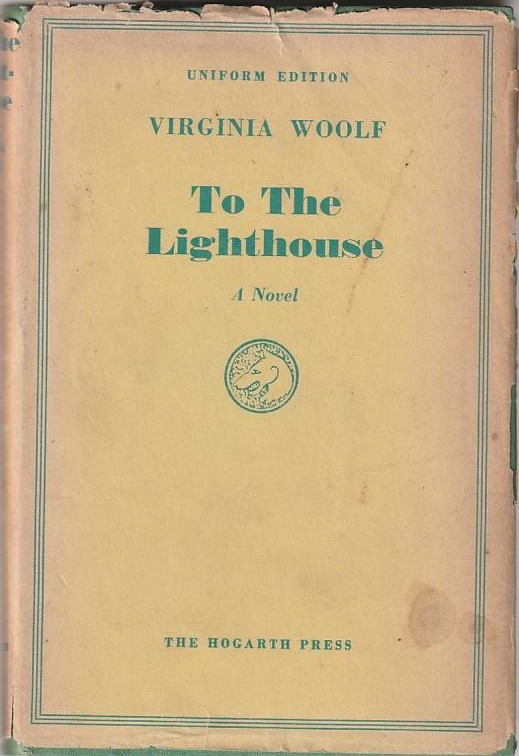 UNIFORM EDITION
VIRGINIA WOOLF
To The
Lighthouse
A Novel
THE HOGARTH PRESS